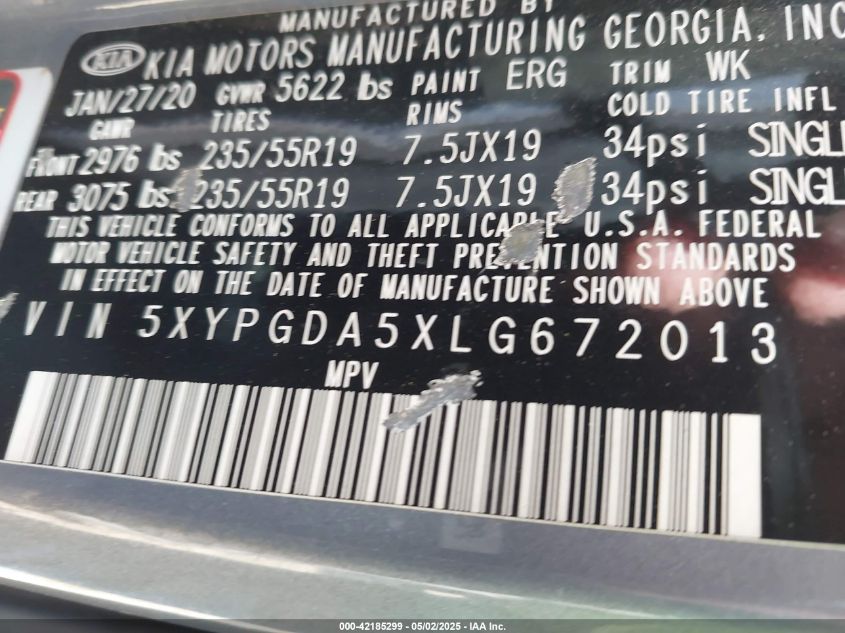 MANUFACTURED BY
KIA KIA MOTORS MANUFACTURING GEORGIA, INC
JAN/27/20 GVWR 5622 lbs PAINT ERG TRIM WK
GAWR TIRES RIMS COLD TIRE INFL
FRONT 2976 lbs 235/55R19 7.5JX19 34psi SINGLE
REAR 3075 lbs 235/55R19 7.5JX19 34psi SINGLE
THIS VEHICLE CONFORMS TO ALL APPLICABLE U.S.A. FEDERAL
MOTOR VEHICLE SAFETY AND THEFT PREVENTION STANDARDS
IN EFFECT ON THE DATE OF MANUFACTURE SHOWN ABOVE
VIN 5XYPGDA5XLG672013
MPV
000-42185299 - 05/02/2025 - IAA Inc.